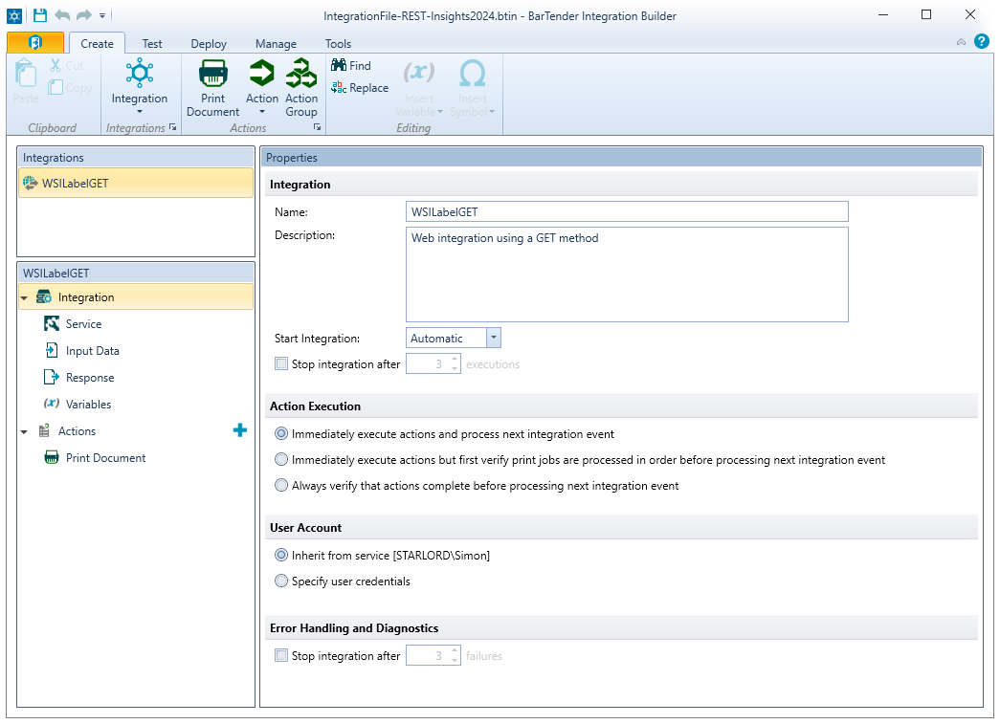 IntegrationFile-REST-Insights2024.btin - BarTender Integration Builder
Create Test Deploy Manage Tools
Paste
Cut
Copy
Clipboard
Integration
Integrations
Print Document
Action
Action Group
Actions
Find
Replace
Insert Variable
Insert Symbol
Editing
Integrations
WSILabelGET
WSILabelGET
Integration
Service
Input Data
Response
Variables
Actions
Print Document
Properties
Integration
Name: WSILabelGET
Description: Web integration using a GET method
Start Integration: Automatic
Stop integration after 3 executions
Action Execution
Immediately execute actions and process next integration event
Immediately execute actions but first verify print jobs are processed in order before processing next integration event
Always verify that actions complete before processing next integration event
User Account
Inherit from service [STARLORD\Simon]
Specify user credentials
Error Handling and Diagnostics
Stop integration after 3 failures